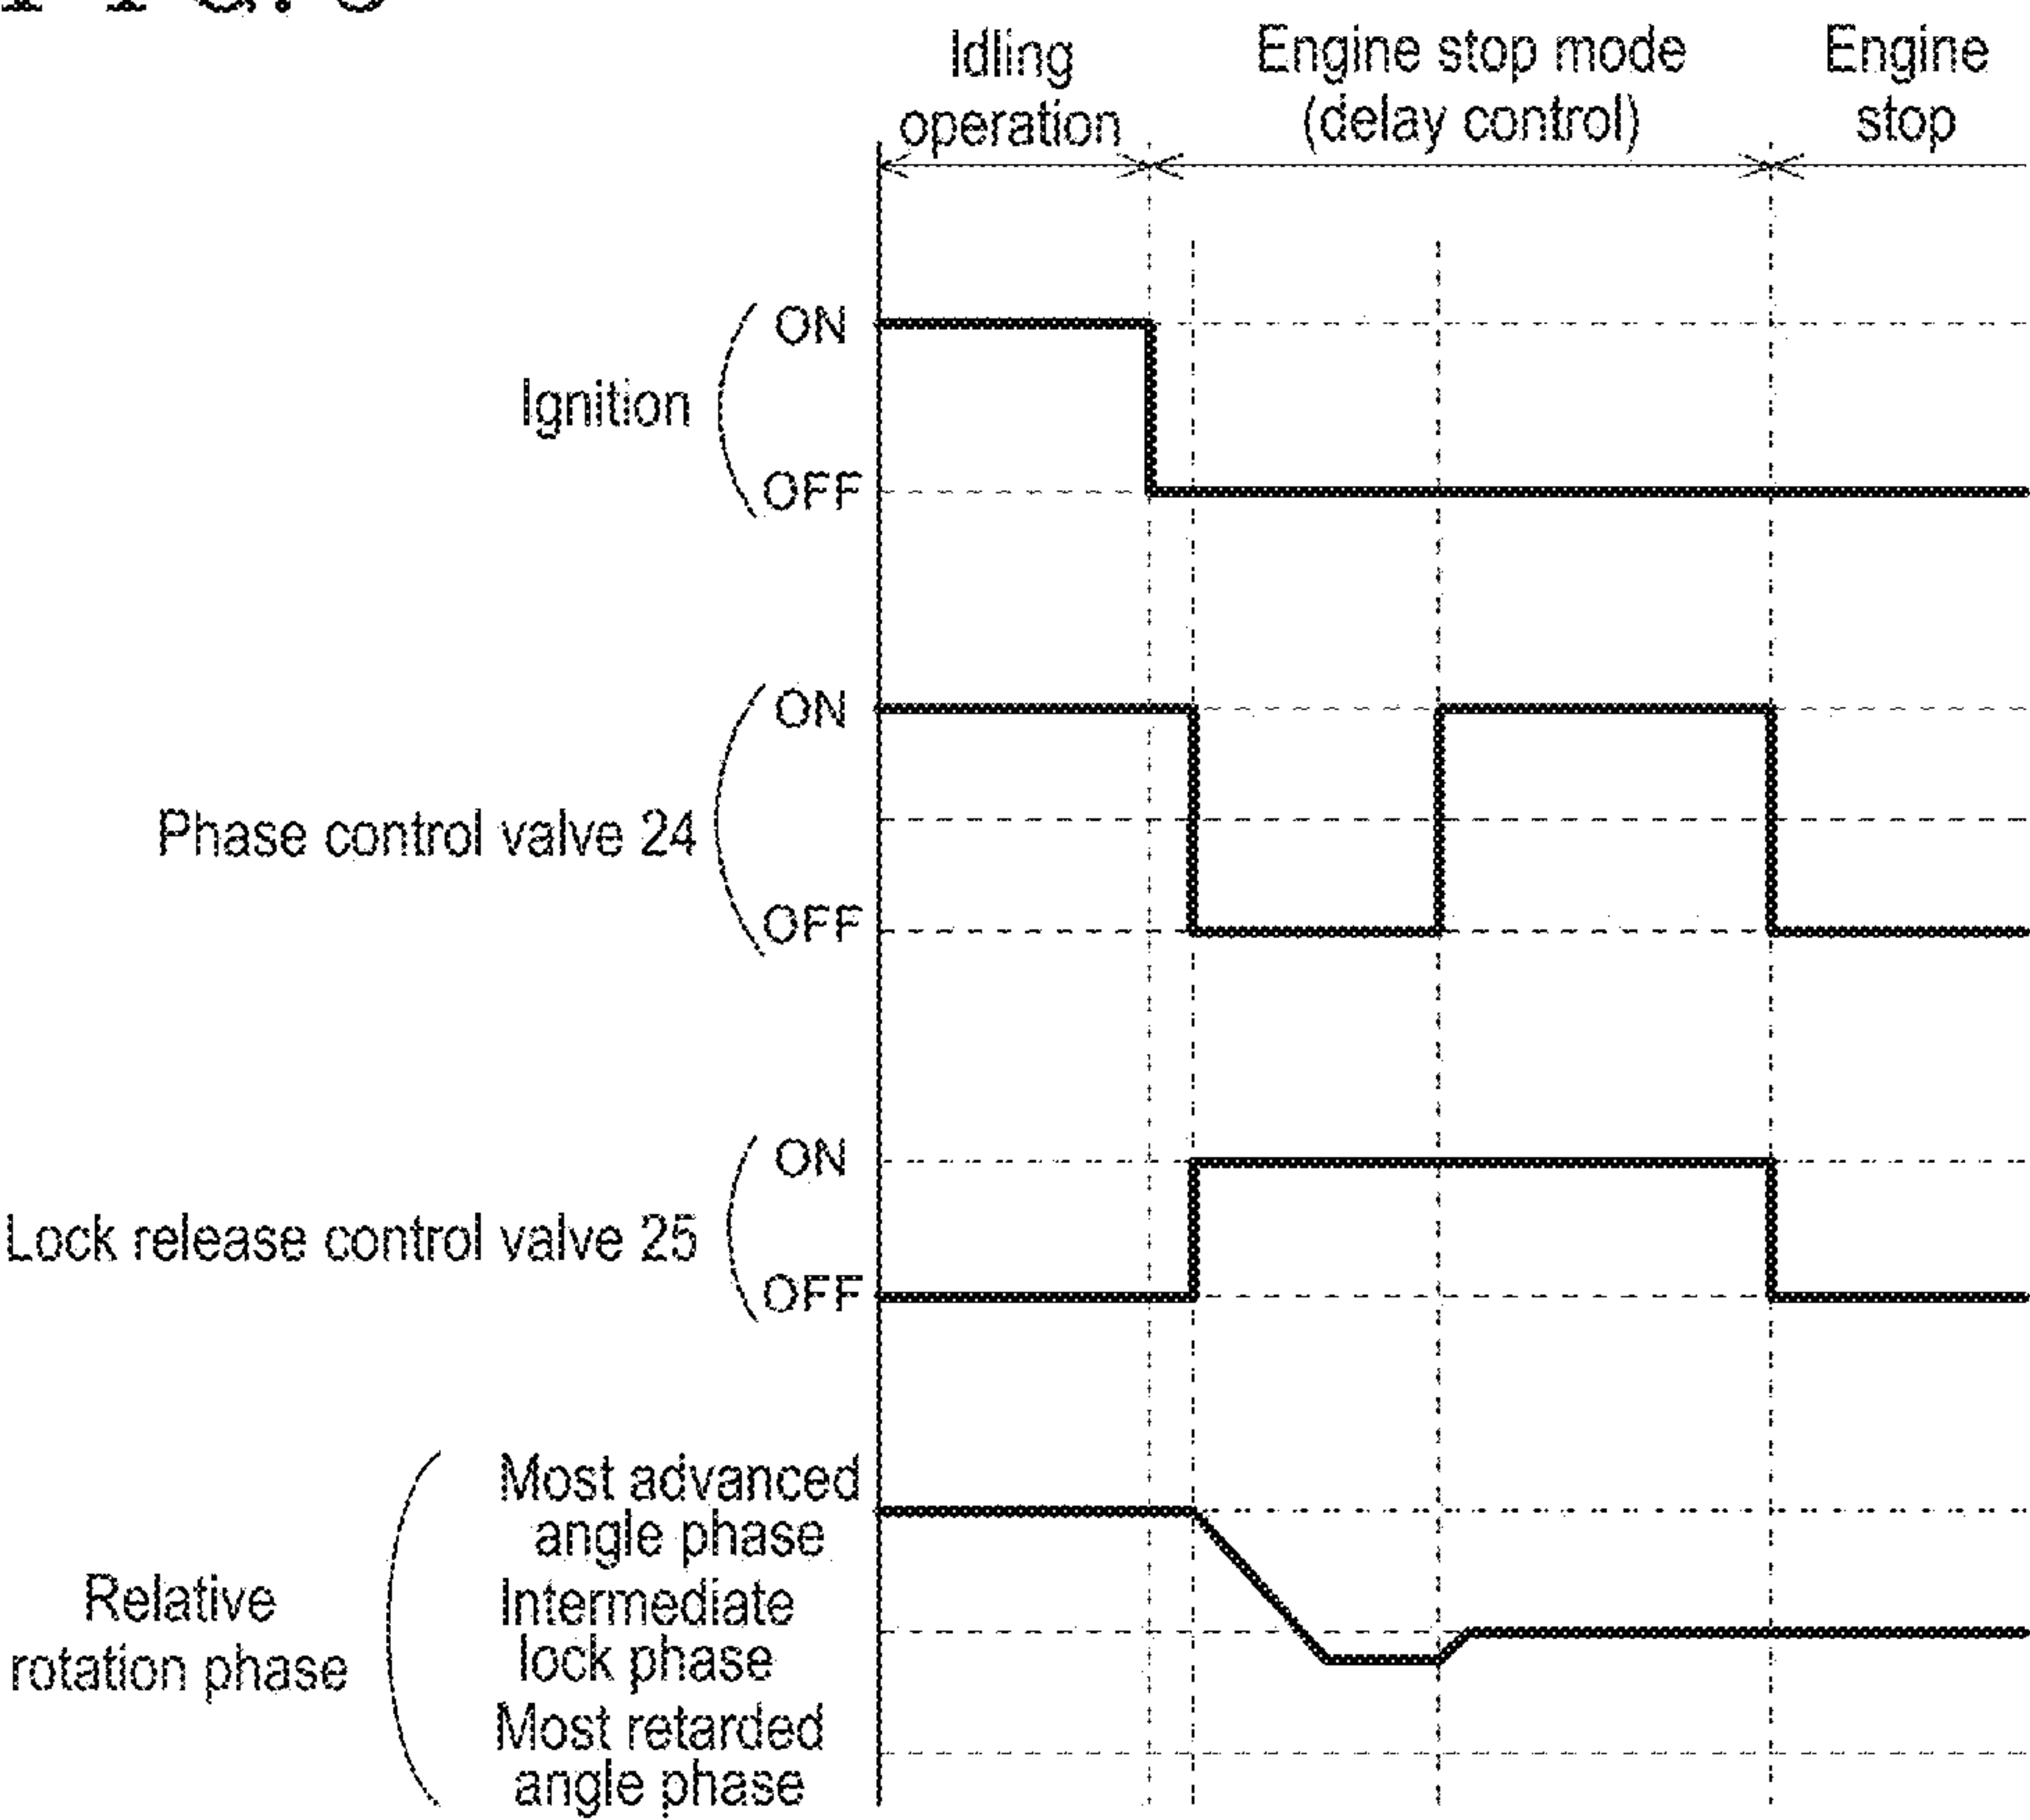 Idling
operation
Engine stop mode
(delay control)
Engine
stop
Ignition
ON
OFF
Phase control valve 24
ON
OFF
Lock release control valve 25
ON
OFF
Relative
rotation phase
Most advanced
angle phase
Intermediate
lock phase
Most retarded
angle phase